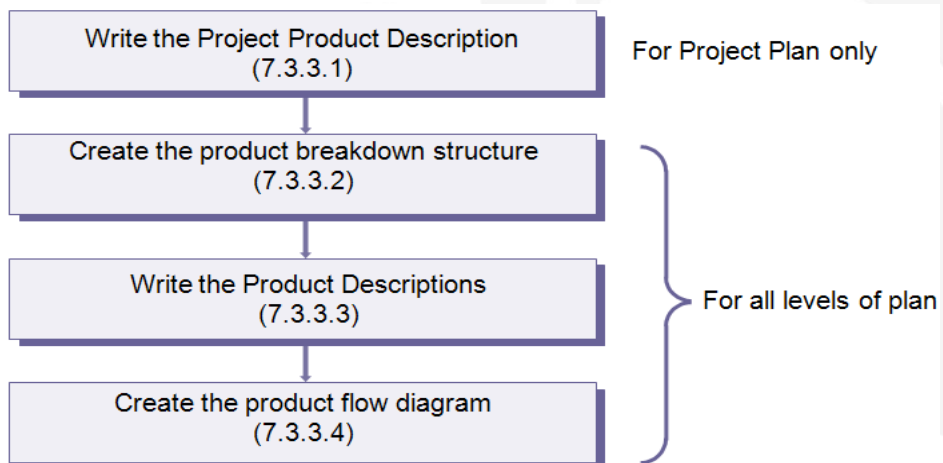 Write the Project Product Description
(7.3.3.1)
For Project Plan only
Create the product breakdown structure
(7.3.3.2)
Write the Product Descriptions
(7.3.3.3)
For all levels of plan
Create the product flow diagram
(7.3.3.4)